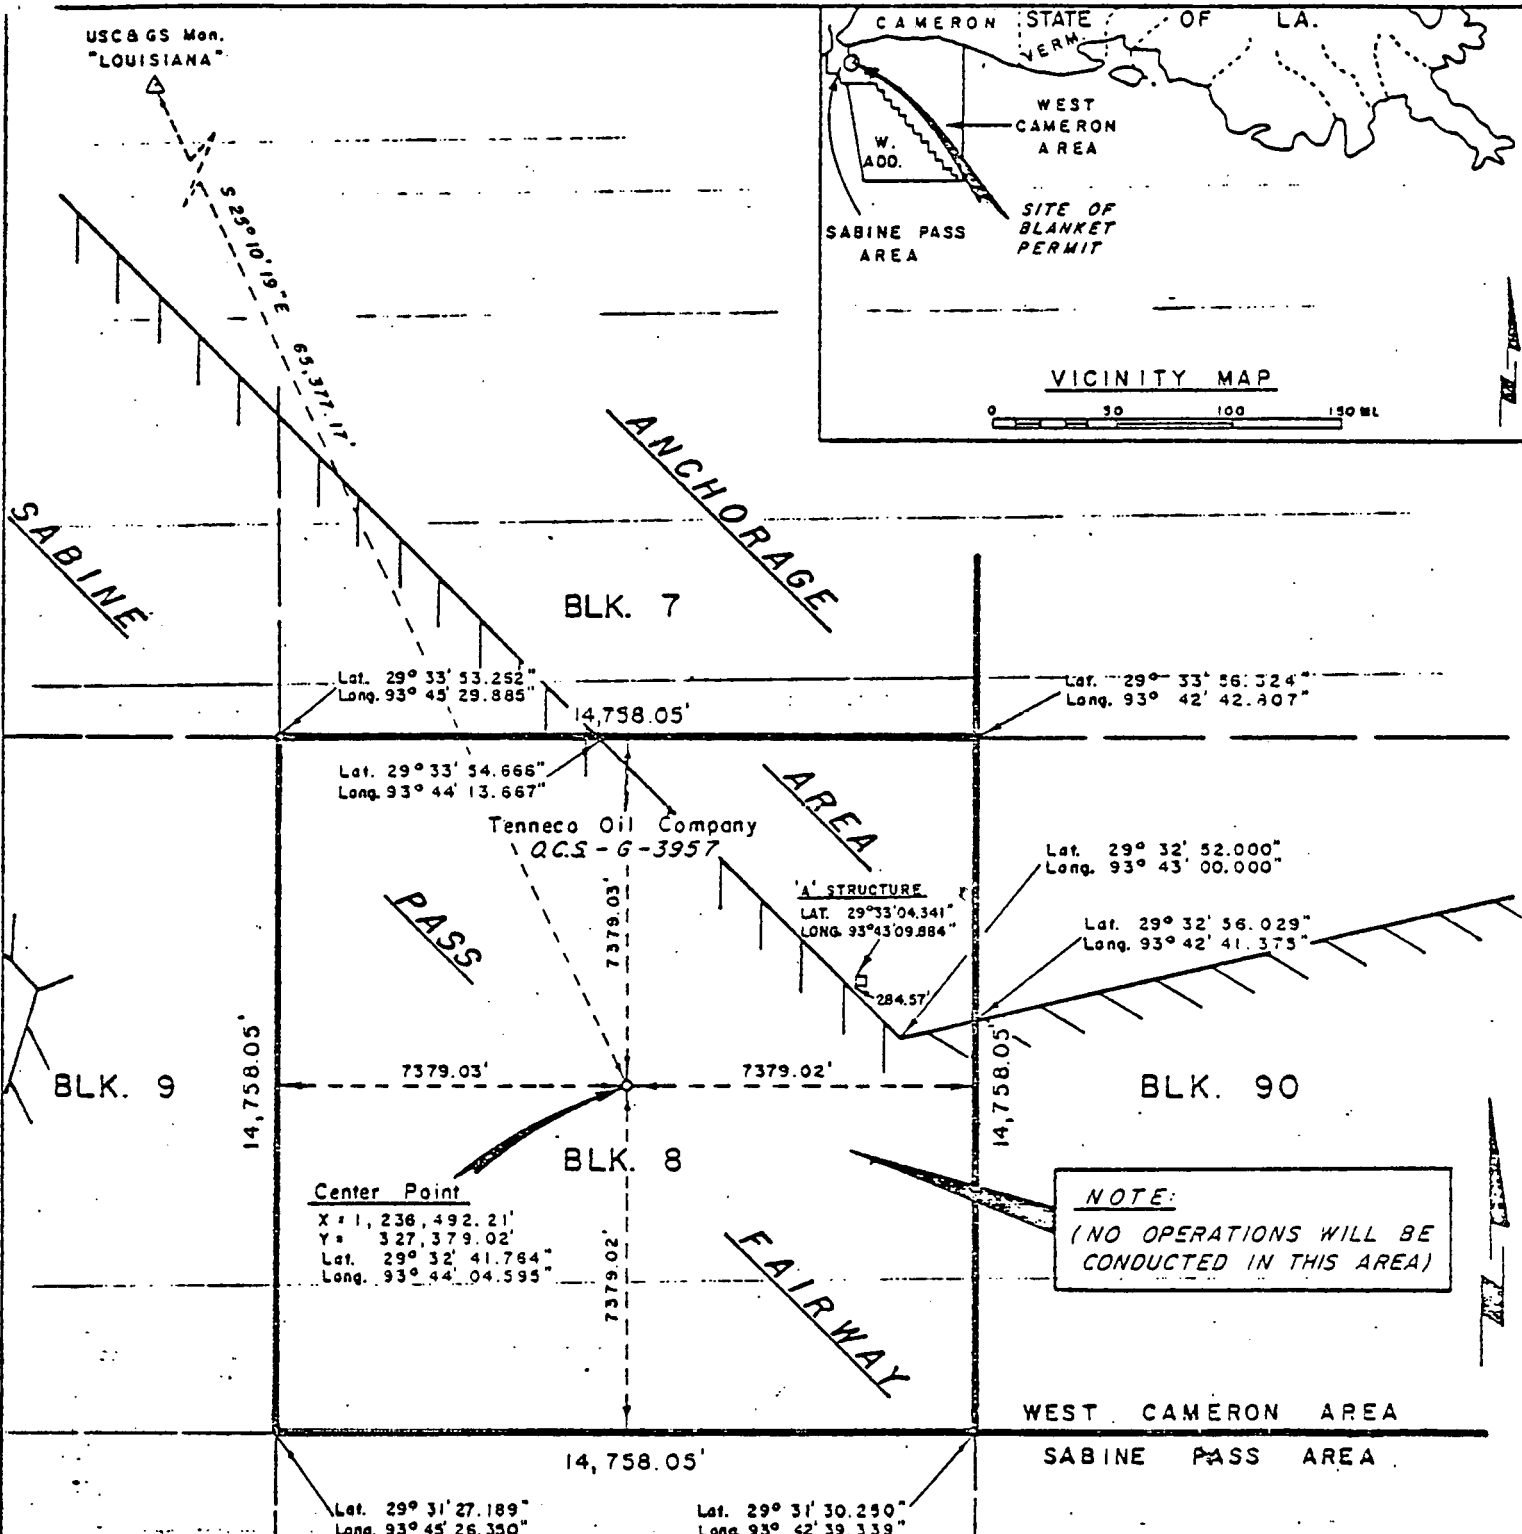 USC&GS Mon.
"LOUISIANA"
S 25° 10' 19" E 65,377.17'
CAMERON
STATE OF LA.
VERM.
WEST
CAMERON
AREA
W.
ADD.
SABINE PASS
AREA
SITE OF
BLANKET
PERMIT
VICINITY MAP
0 50 100 150 MI.
SABINE
ANCHORAGE
BLK. 7
Lat. 29° 33' 53.252"
Long. 93° 45' 29.885"
14,758.05'
Lat. 29° 33' 56.324"
Long. 93° 42' 42.807"
Lat. 29° 33' 54.666"
Long. 93° 44' 13.667"
AREA
Tenneco Oil Company
O.C.S. - G - 3957
Lat. 29° 32' 52.000"
Long. 93° 43' 00.000"
PASS
7379.03'
'A' STRUCTURE
LAT. 29°33'04.341"
LONG. 93°43'09.884"
284.57'
Lat. 29° 32' 56.029"
Long. 93° 42' 41.375"
BLK. 9
14,758.05'
7379.03'
7379.02'
14,758.05'
BLK. 90
BLK. 8
Center Point
X = 1,236,492.21'
Y = 327,379.02'
Lat. 29° 32' 41.764"
Long. 93° 44' 04.595"
7379.02'
FAIRWAY
NOTE:
(NO OPERATIONS WILL BE
CONDUCTED IN THIS AREA)
WEST CAMERON AREA
SABINE PASS AREA
14,758.05'
Lat. 29° 31' 27.189"
Long. 93° 45' 26.350"
Lat. 29° 31' 30.250"
Long. 93° 42' 39.339"